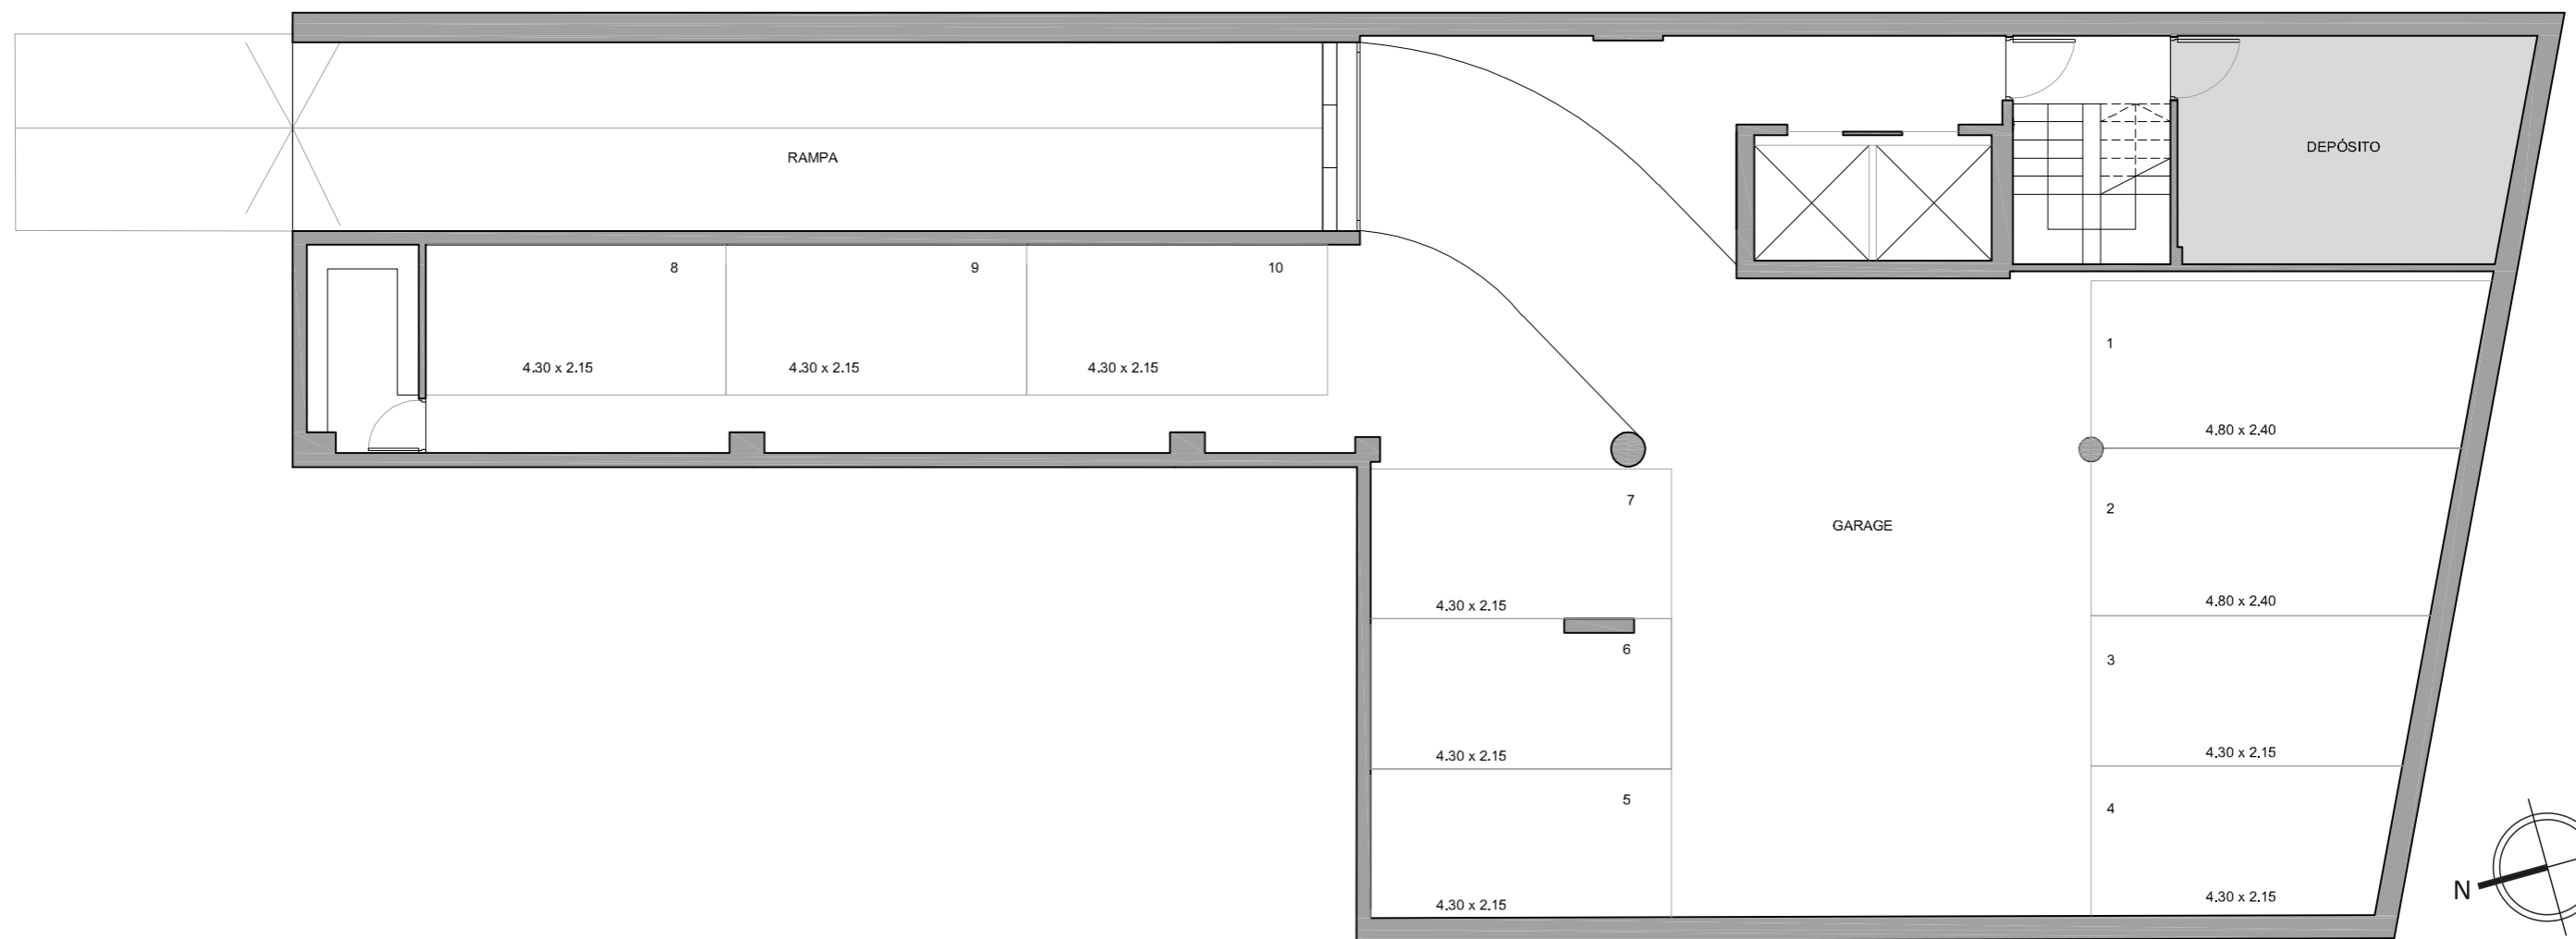 RAMPA
DEPÓSITO
8
9
10
4.30 x 2.15
4.30 x 2.15
4.30 x 2.15
1
4.80 x 2.40
7
2
GARAGE
4.30 x 2.15
4.80 x 2.40
6
3
4.30 x 2.15
4.30 x 2.15
5
4
4.30 x 2.15
4.30 x 2.15
N